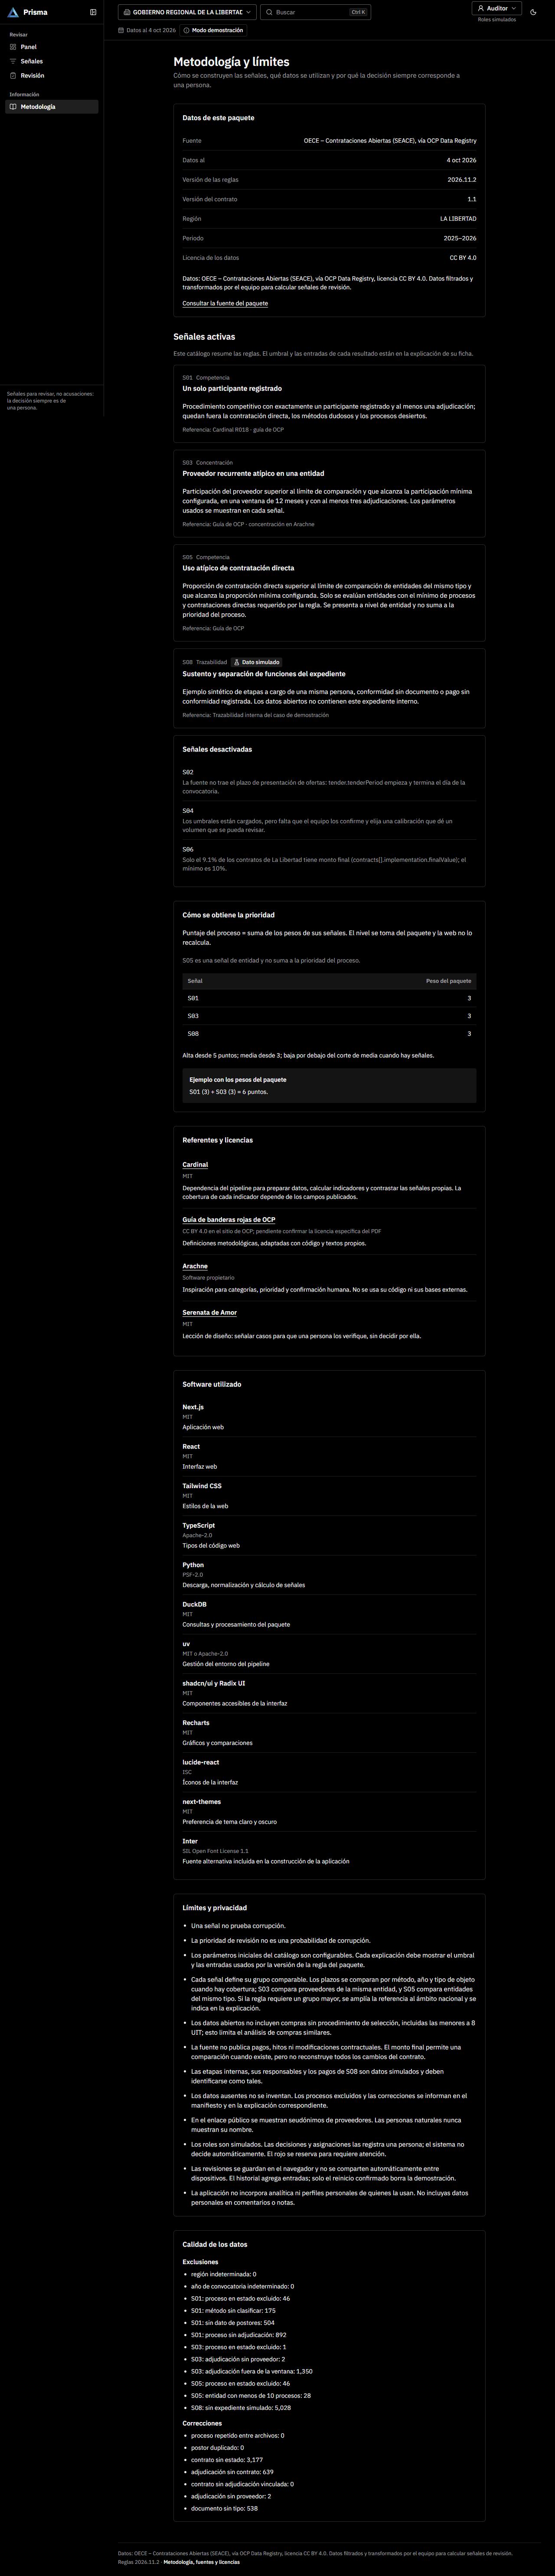 Prisma
Revisar
Panel
Señales
Revisión
Información
Metodología
Señales para revisar, no acusaciones:
la decisión siempre es de
una persona.
GOBIERNO REGIONAL DE LA LIBERTAD
Buscar
Ctrl K
Auditor
Roles simulados
Datos al 4 oct 2026
Modo demostración
Metodología y límites
Cómo se construyen las señales, qué datos se utilizan y por qué la decisión siempre corresponde a
una persona.
Datos de este paquete
Fuente
OECE – Contrataciones Abiertas (SEACE), vía OCP Data Registry
Datos al
4 oct 2026
Versión de las reglas
2026.11.2
Versión del contrato
1.1
Región
LA LIBERTAD
Periodo
2025–2026
Licencia de los datos
CC BY 4.0
Datos: OECE – Contrataciones Abiertas (SEACE), vía OCP Data Registry, licencia CC BY 4.0. Datos filtrados y
transformados por el equipo para calcular señales de revisión.
Consultar la fuente del paquete
Señales activas
Este catálogo resume las reglas. El umbral y las entradas de cada resultado están en la explicación de su ficha.
S01 Competencia
Un solo participante registrado
Procedimiento competitivo con exactamente un participante registrado y al menos una adjudicación;
quedan fuera la contratación directa, los métodos dudosos y los procesos desiertos.
Referencia: Cardinal R018 · guía de OCP
S03 Concentración
Proveedor recurrente atípico en una entidad
Participación del proveedor superior al límite de comparación y que alcanza la participación mínima
configurada, en una ventana de 12 meses y con al menos tres adjudicaciones. Los parámetros
usados se muestran en cada señal.
Referencia: Guía de OCP · concentración en Arachne
S05 Competencia
Uso atípico de contratación directa
Proporción de contratación directa superior al límite de comparación de entidades del mismo tipo y
que alcanza la proporción mínima configurada. Solo se evalúan entidades con el mínimo de procesos
y contrataciones directas requerido por la regla. Se presenta a nivel de entidad y no suma a la
prioridad del proceso.
Referencia: Guía de OCP
S08 Trazabilidad
Dato simulado
Sustento y separación de funciones del expediente
Ejemplo sintético de etapas a cargo de una misma persona, conformidad sin documento o pago sin
conformidad registrada. Los datos abiertos no contienen este expediente interno.
Referencia: Trazabilidad interna del caso de demostración
Señales desactivadas
S02
La fuente no trae el plazo de presentación de ofertas: tender.tenderPeriod empieza y termina el día de la
convocatoria.
S04
Los umbrales están cargados, pero falta que el equipo los confirme y elija una calibración que dé un
volumen que se pueda revisar.
S06
Solo el 9.1% de los contratos de La Libertad tiene monto final (contracts[].implementation.finalValue); el
mínimo es 10%.
Cómo se obtiene la prioridad
Puntaje del proceso = suma de los pesos de sus señales. El nivel se toma del paquete y la web no lo
recalcula.
S05 es una señal de entidad y no suma a la prioridad del proceso.
Señal
Peso del paquete
S01
3
S03
3
S08
3
Alta desde 5 puntos; media desde 3; baja por debajo del corte de media cuando hay señales.
Ejemplo con los pesos del paquete
S01 (3) + S03 (3) = 6 puntos.
Referentes y licencias
Cardinal
MIT
Dependencia del pipeline para preparar datos, calcular indicadores y contrastar las señales propias. La
cobertura de cada indicador depende de los campos publicados.
Guía de banderas rojas de OCP
CC BY 4.0 en el sitio de OCP; pendiente confirmar la licencia específica del PDF
Definiciones metodológicas, adaptadas con código y textos propios.
Arachne
Software propietario
Inspiración para categorías, prioridad y confirmación humana. No se usa su código ni sus bases externas.
Serenata de Amor
MIT
Lección de diseño: señalar casos para que una persona los verifique, sin decidir por ella.
Software utilizado
Next.js
MIT
Aplicación web
React
MIT
Interfaz web
Tailwind CSS
MIT
Estilos de la web
TypeScript
Apache-2.0
Tipos del código web
Python
PSF-2.0
Descarga, normalización y cálculo de señales
DuckDB
MIT
Consultas y procesamiento del paquete
uv
MIT o Apache-2.0
Gestión del entorno del pipeline
shadcn/ui y Radix UI
MIT
Componentes accesibles de la interfaz
Recharts
MIT
Gráficos y comparaciones
lucide-react
ISC
Íconos de la interfaz
next-themes
MIT
Preferencia de tema claro y oscuro
Inter
SIL Open Font License 1.1
Fuente alternativa incluida en la construcción de la aplicación
Límites y privacidad
• Una señal no prueba corrupción.
• La prioridad de revisión no es una probabilidad de corrupción.
• Los parámetros iniciales del catálogo son configurables. Cada explicación debe mostrar el umbral
y las entradas usados por la versión de la regla del paquete.
• Cada señal define su grupo comparable. Los plazos se comparan por método, año y tipo de objeto
cuando hay cobertura; S03 compara proveedores de la misma entidad, y S05 compara entidades
del mismo tipo. Si la regla requiere un grupo mayor, se amplía la referencia al ámbito nacional y se
indica en la explicación.
• Los datos abiertos no incluyen compras sin procedimiento de selección, incluidas las menores a 8
UIT; esto limita el análisis de compras similares.
• La fuente no publica pagos, hitos ni modificaciones contractuales. El monto final permite una
comparación cuando existe, pero no reconstruye todos los cambios del contrato.
• Las etapas internas, sus responsables y los pagos de S08 son datos simulados y deben
identificarse como tales.
• Los datos ausentes no se inventan. Los procesos excluidos y las correcciones se informan en el
manifiesto y en la explicación correspondiente.
• En el enlace público se muestran seudónimos de proveedores. Las personas naturales nunca
muestran su nombre.
• Los roles son simulados. Las decisiones y asignaciones las registra una persona; el sistema no
decide automáticamente. El rojo se reserva para requiere atención.
• Las revisiones se guardan en el navegador y no se comparten automáticamente entre
dispositivos. El historial agrega entradas; solo el reinicio confirmado borra la demostración.
• La aplicación no incorpora analítica ni perfiles personales de quienes la usan. No incluyas datos
personales en comentarios o notas.
Calidad de los datos
Exclusiones
• región indeterminada: 0
• año de convocatoria indeterminado: 0
• S01: proceso en estado excluido: 46
• S01: método sin clasificar: 175
• S01: sin dato de postores: 504
• S01: proceso sin adjudicación: 892
• S03: proceso en estado excluido: 1
• S03: adjudicación sin proveedor: 2
• S03: adjudicación fuera de la ventana: 1,350
• S05: proceso en estado excluido: 46
• S05: entidad con menos de 10 procesos: 28
• S08: sin expediente simulado: 5,028
Correcciones
• proceso repetido entre archivos: 0
• postor duplicado: 0
• contrato sin estado: 3,177
• adjudicación sin contrato: 639
• contrato sin adjudicación vinculada: 0
• adjudicación sin proveedor: 2
• documento sin tipo: 538
Datos: OECE – Contrataciones Abiertas (SEACE), vía OCP Data Registry, licencia CC BY 4.0. Datos filtrados y transformados por el equipo para calcular señales de revisión.
Reglas 2026.11.2 · Metodología, fuentes y licencias